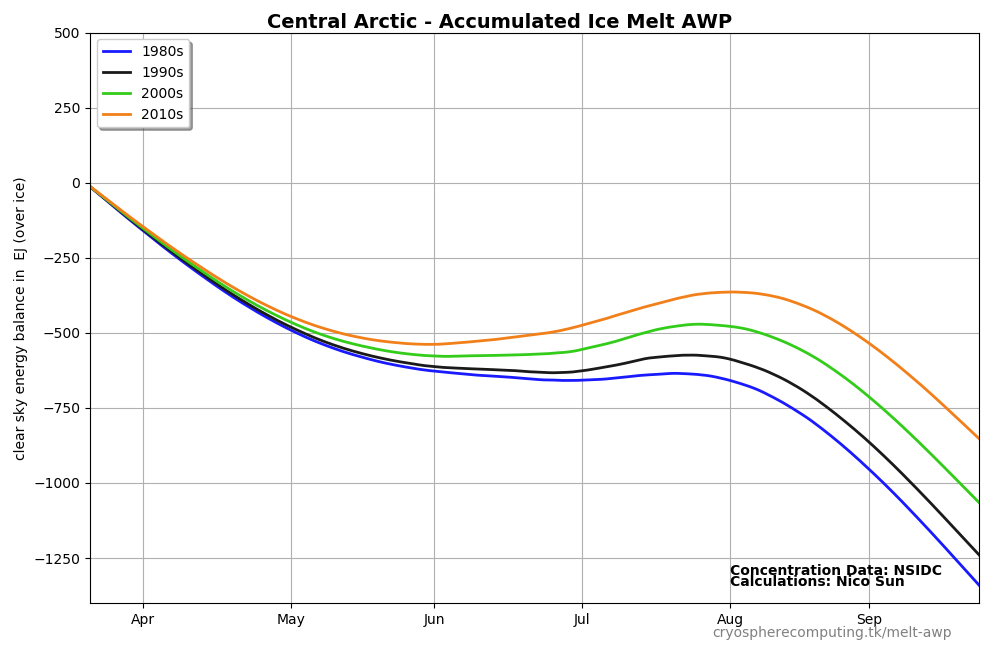 Central Arctic - Accumulated Ice Melt AWP
500
250
0
−250
−500
−750
−1000
−1250
clear sky energy balance in  EJ (over ice)
1980s
1990s
2000s
2010s
Concentration Data: NSIDC
Calculations: Nico Sun
Apr
May
Jun
Jul
Aug
Sep
cryospherecomputing.tk/melt-awp